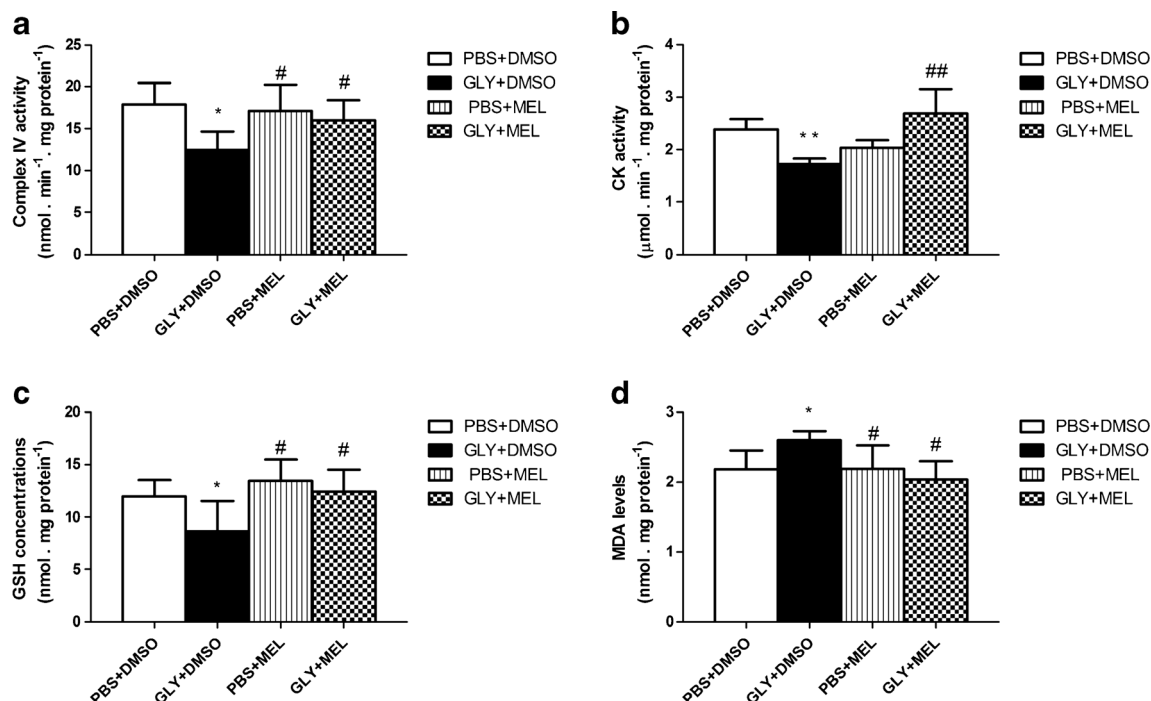 a
Complex IV activity
(nmol . min⁻¹. mg protein⁻¹)
25
20
15
10
5
0
*
#
#
PBS+DMSO
GLY+DMSO
PBS+MEL
GLY+MEL
PBS+DMSO
GLY+DMSO
PBS+MEL
GLY+MEL
b
CK activity
(μmol . min⁻¹. mg protein⁻¹)
4
3
2
1
0
* *
##
PBS+DMSO
GLY+DMSO
PBS+MEL
GLY+MEL
PBS+DMSO
GLY+DMSO
PBS+MEL
GLY+MEL
c
GSH concentrations
(nmol . mg protein⁻¹)
20
15
10
5
0
*
#
#
PBS+DMSO
GLY+DMSO
PBS+MEL
GLY+MEL
PBS+DMSO
GLY+DMSO
PBS+MEL
GLY+MEL
d
MDA levels
(nmol . mg protein⁻¹)
3
2
1
0
*
#
#
PBS+DMSO
GLY+DMSO
PBS+MEL
GLY+MEL
PBS+DMSO
GLY+DMSO
PBS+MEL
GLY+MEL